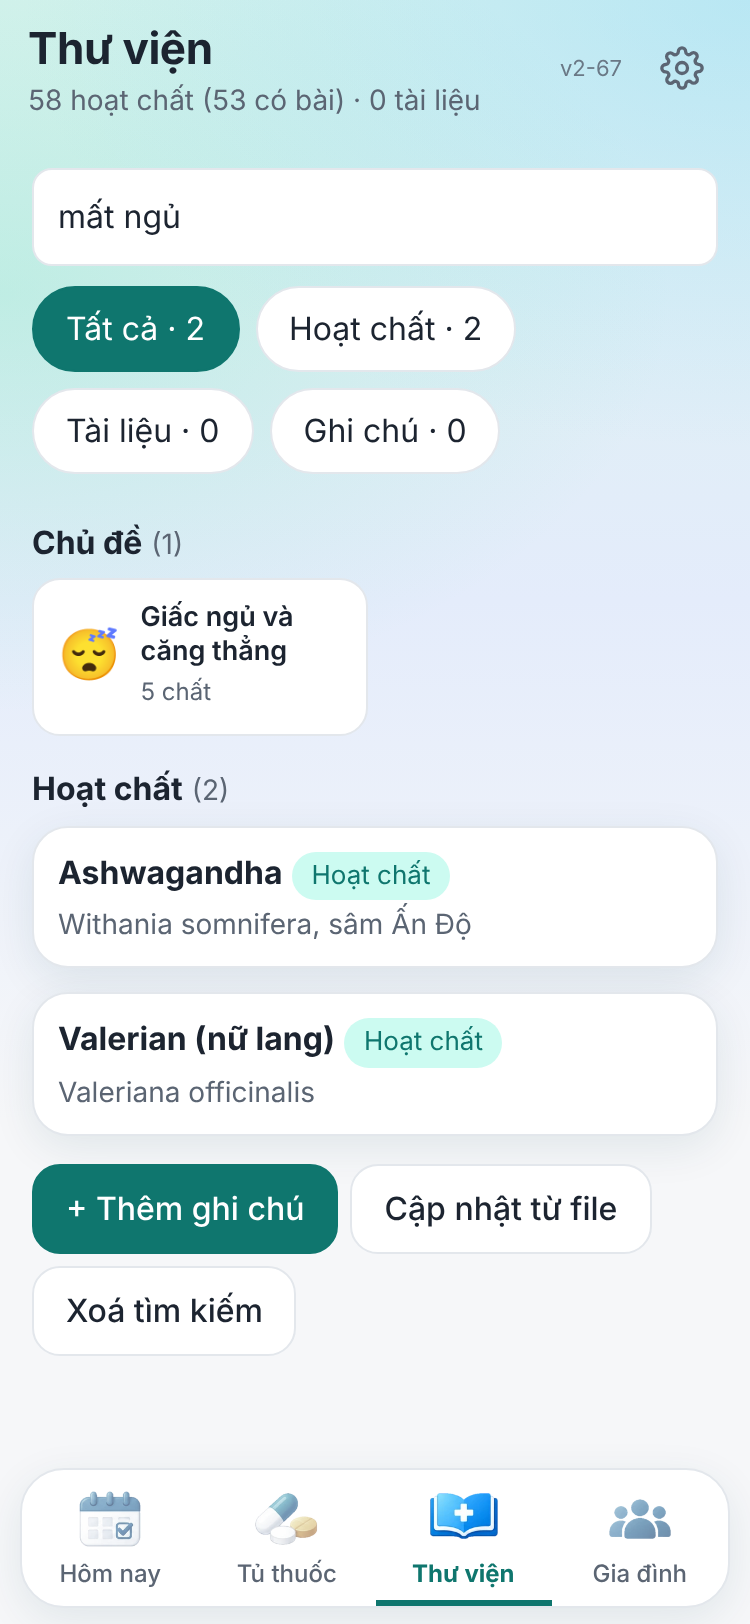 Thư viện
58 hoạt chất (53 có bài) · 0 tài liệu
v2-67
mất ngủ
Tất cả · 2
Hoạt chất · 2
Tài liệu · 0
Ghi chú · 0
Chủ đề (1)
Giấc ngủ và
căng thẳng
5 chất
Hoạt chất (2)
Ashwagandha Hoạt chất
Withania somnifera, sâm Ấn Độ
Valerian (nữ lang) Hoạt chất
Valeriana officinalis
+ Thêm ghi chú
Cập nhật từ file
Xoá tìm kiếm
Hôm nay
Tủ thuốc
Thư viện
Gia đình